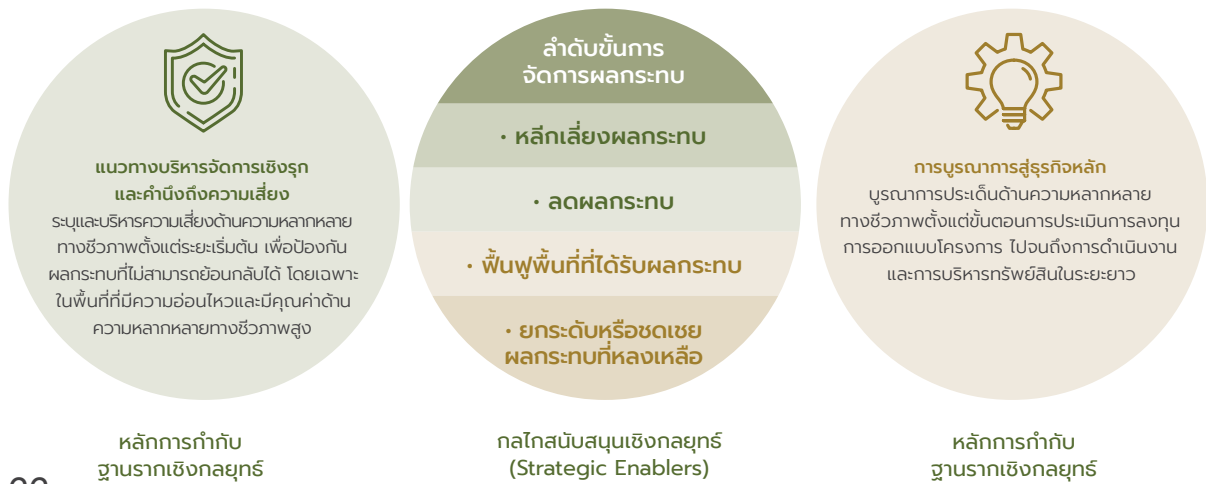 แนวทางบริหารจัดการเชิงรุก
และคำนึงถึงความเสี่ยง
ระบุและบริหารความเสี่ยงด้านความหลากหลาย
ทางชีวภาพตั้งแต่ระยะเริ่มต้น เพื่อป้องกัน
ผลกระทบที่ไม่สามารถย้อนกลับได้ โดยเฉพาะ
ในพื้นที่ที่มีความอ่อนไหวและมีคุณค่าด้าน
ความหลากหลายทางชีวภาพสูง
หลักการกำกับ
ฐานรากเชิงกลยุทธ์
ลำดับขั้นการ
จัดการผลกระทบ
• หลีกเลี่ยงผลกระทบ
• ลดผลกระทบ
• ฟื้นฟูพื้นที่ที่ได้รับผลกระทบ
• ยกระดับหรือชดเชย
ผลกระทบที่หลงเหลือ
กลไกสนับสนุนเชิงกลยุทธ์
(Strategic Enablers)
การบูรณาการสู่ธุรกิจหลัก
บูรณาการประเด็นด้านความหลากหลาย
ทางชีวภาพตั้งแต่ขั้นตอนการประเมินการลงทุน
การออกแบบโครงการ ไปจนถึงการดำเนินงาน
และการบริหารทรัพย์สินในระยะยาว
หลักการกำกับ
ฐานรากเชิงกลยุทธ์